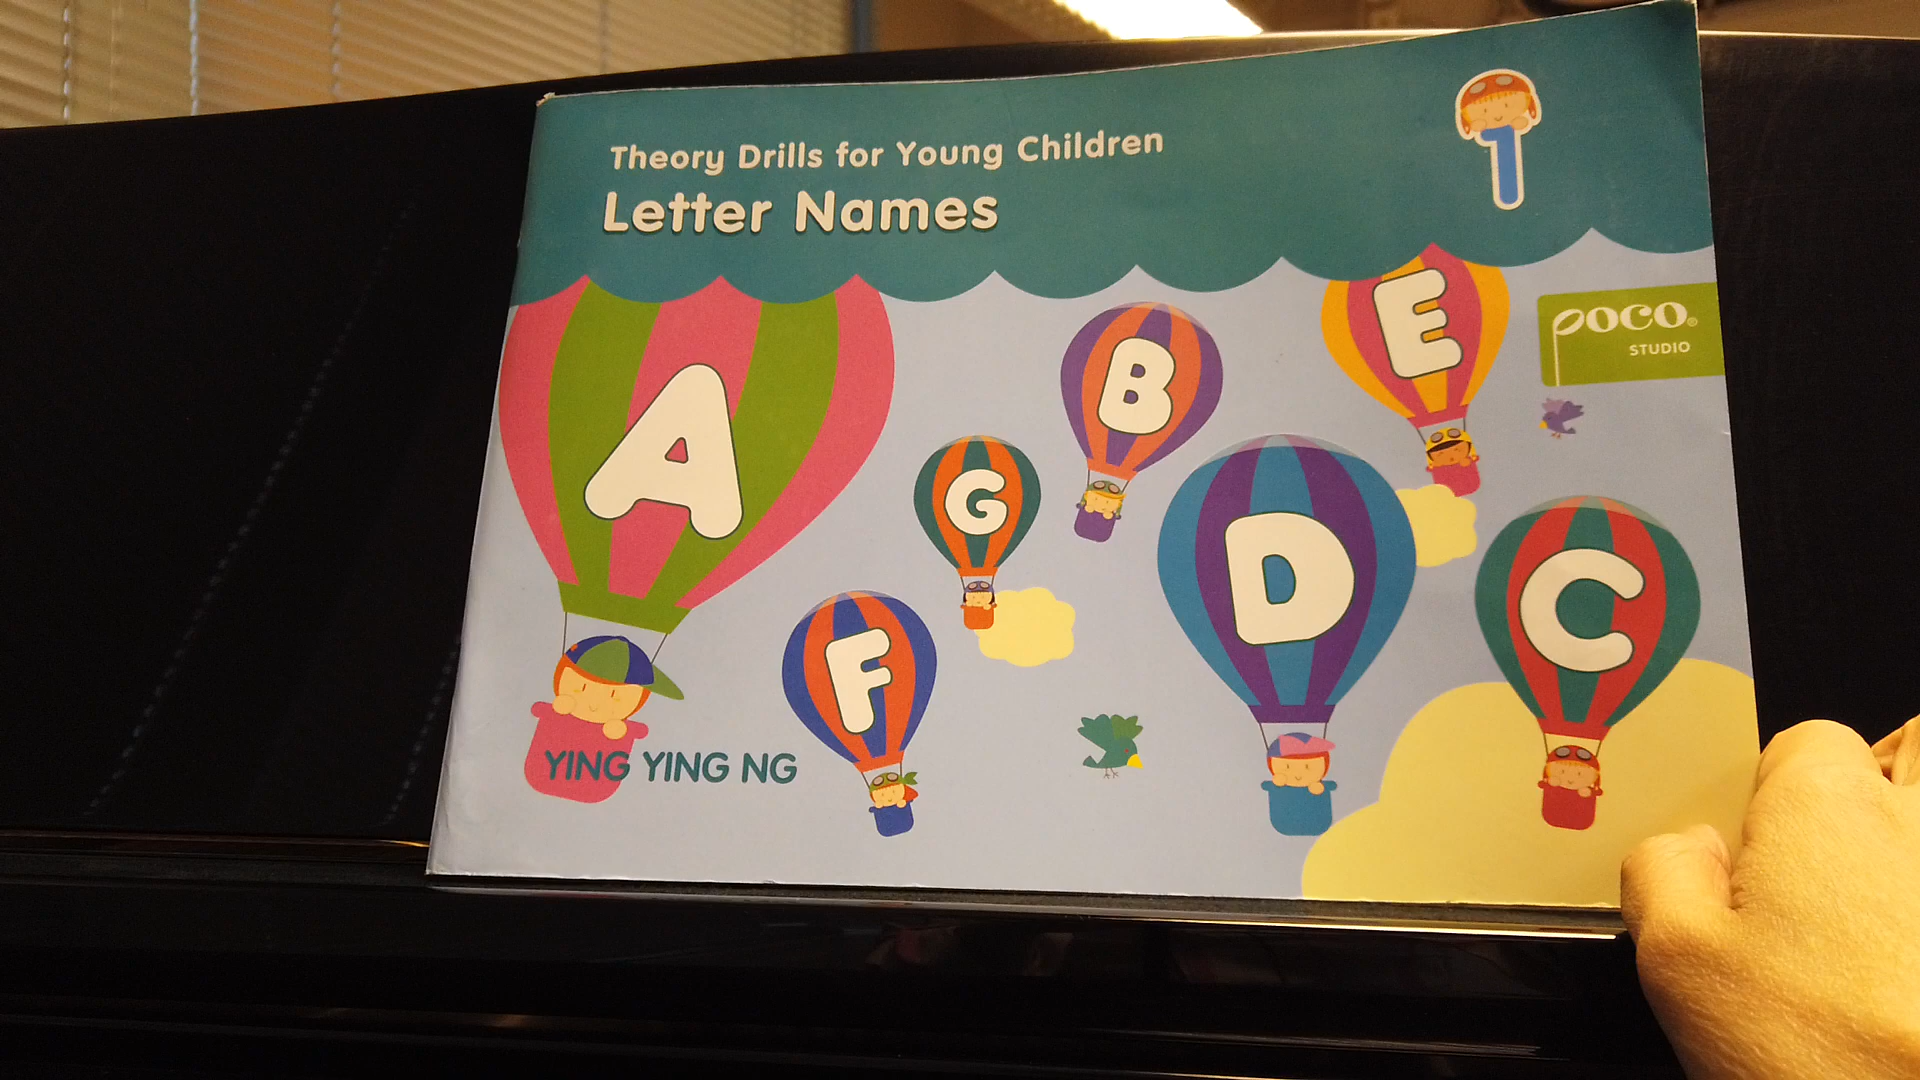 Theory Drills for Young Children
Letter Names
1
A
B
E
POCO®
STUDIO
G
D
C
F
YING YING NG